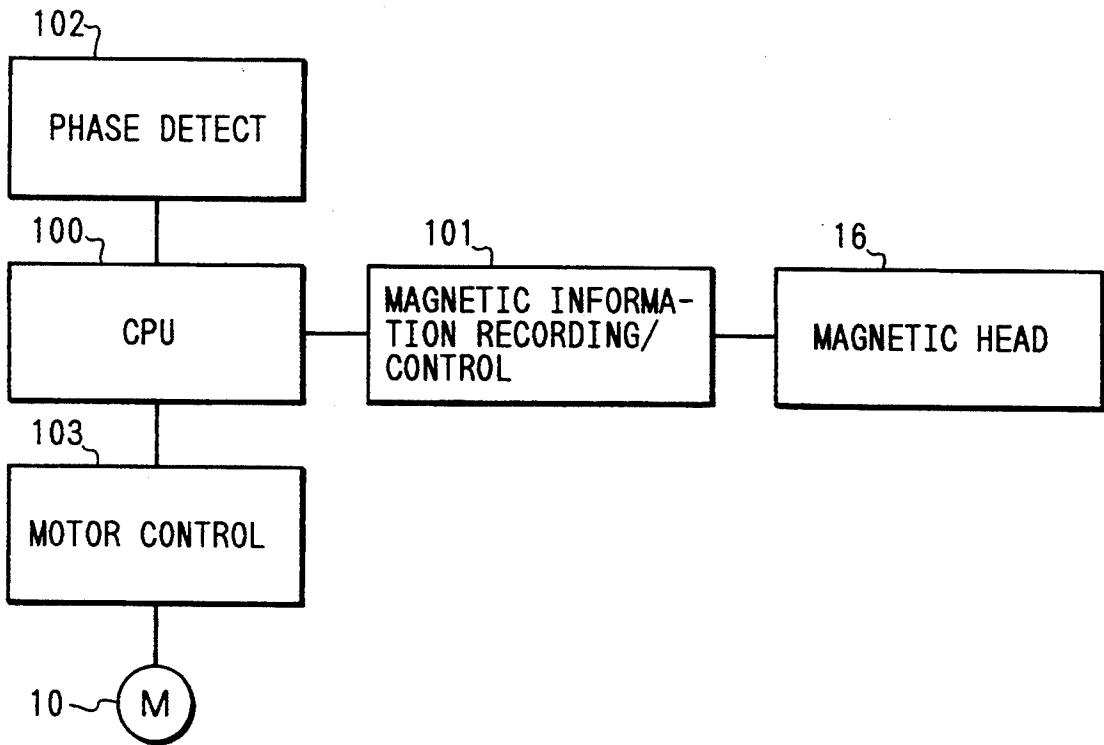 102
PHASE DETECT
100
CPU
101
MAGNETIC INFORMA-
TION RECORDING/
CONTROL
16
MAGNETIC HEAD
103
MOTOR CONTROL
10
M